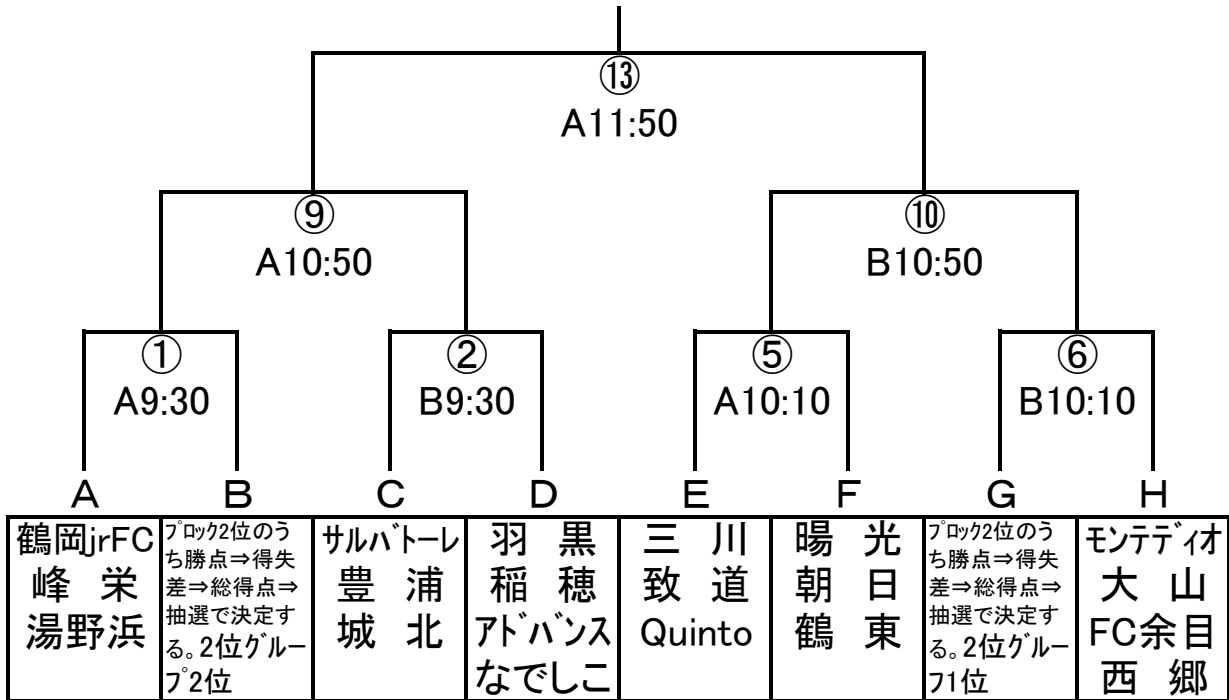 ⑬
A11:50
⑨
A10:50
⑩
B10:50
①
A9:30
②
B9:30
⑤
A10:10
⑥
B10:10
A
B
C
D
E
F
G
H
鶴岡jrFC
峰 栄
湯野浜
ブロック2位のう
ち勝点⇒得失
差⇒総得点⇒
抽選で決定す
る。2位グルー
プ2位
サルバトーレ
豊 浦
城 北
羽 黒
稲 穂
アドバンス
なでしこ
三 川
致 道
Quinto
暘 光
朝 日
鶴 東
ブロック2位のう
ち勝点⇒得失
差⇒総得点⇒
抽選で決定す
る。2位グルー
プ1位
モンテディオ
大 山
FC余目
西 郷